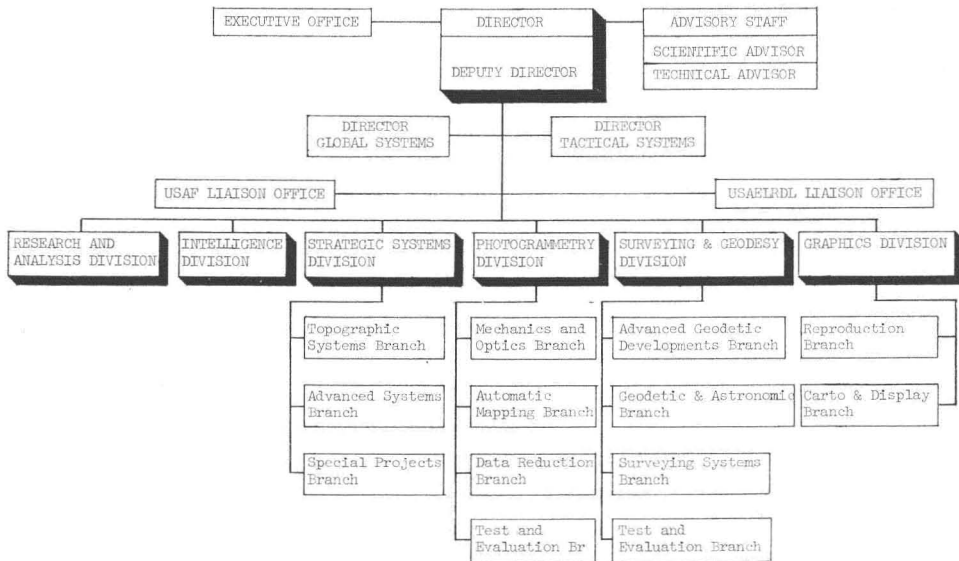 EXECUTIVE OFFICE
DIRECTOR
DEPUTY DIRECTOR
ADVISORY STAFF
SCIENTIFIC ADVISOR
TECHNICAL ADVISOR
DIRECTOR
GLOBAL SYSTEMS
DIRECTOR
TACTICAL SYSTEMS
USAF LIAISON OFFICE
USAELRDL LIAISON OFFICE
RESEARCH AND
ANALYSIS DIVISION
INTELLIGENCE
DIVISION
STRATEGIC SYSTEMS
DIVISION
PHOTOGRAMMETRY
DIVISION
SURVEYING & GEODESY
DIVISION
GRAPHICS DIVISION
Topographic
Systems Branch
Advanced Systems
Branch
Special Projects
Branch
Mechanics and
Optics Branch
Automatic
Mapping Branch
Data Reduction
Branch
Test and
Evaluation Br
Advanced Geodetic
Developments Branch
Geodetic & Astronomic
Branch
Surveying Systems
Branch
Test and
Evaluation Branch
Reproduction
Branch
Carto & Display
Branch